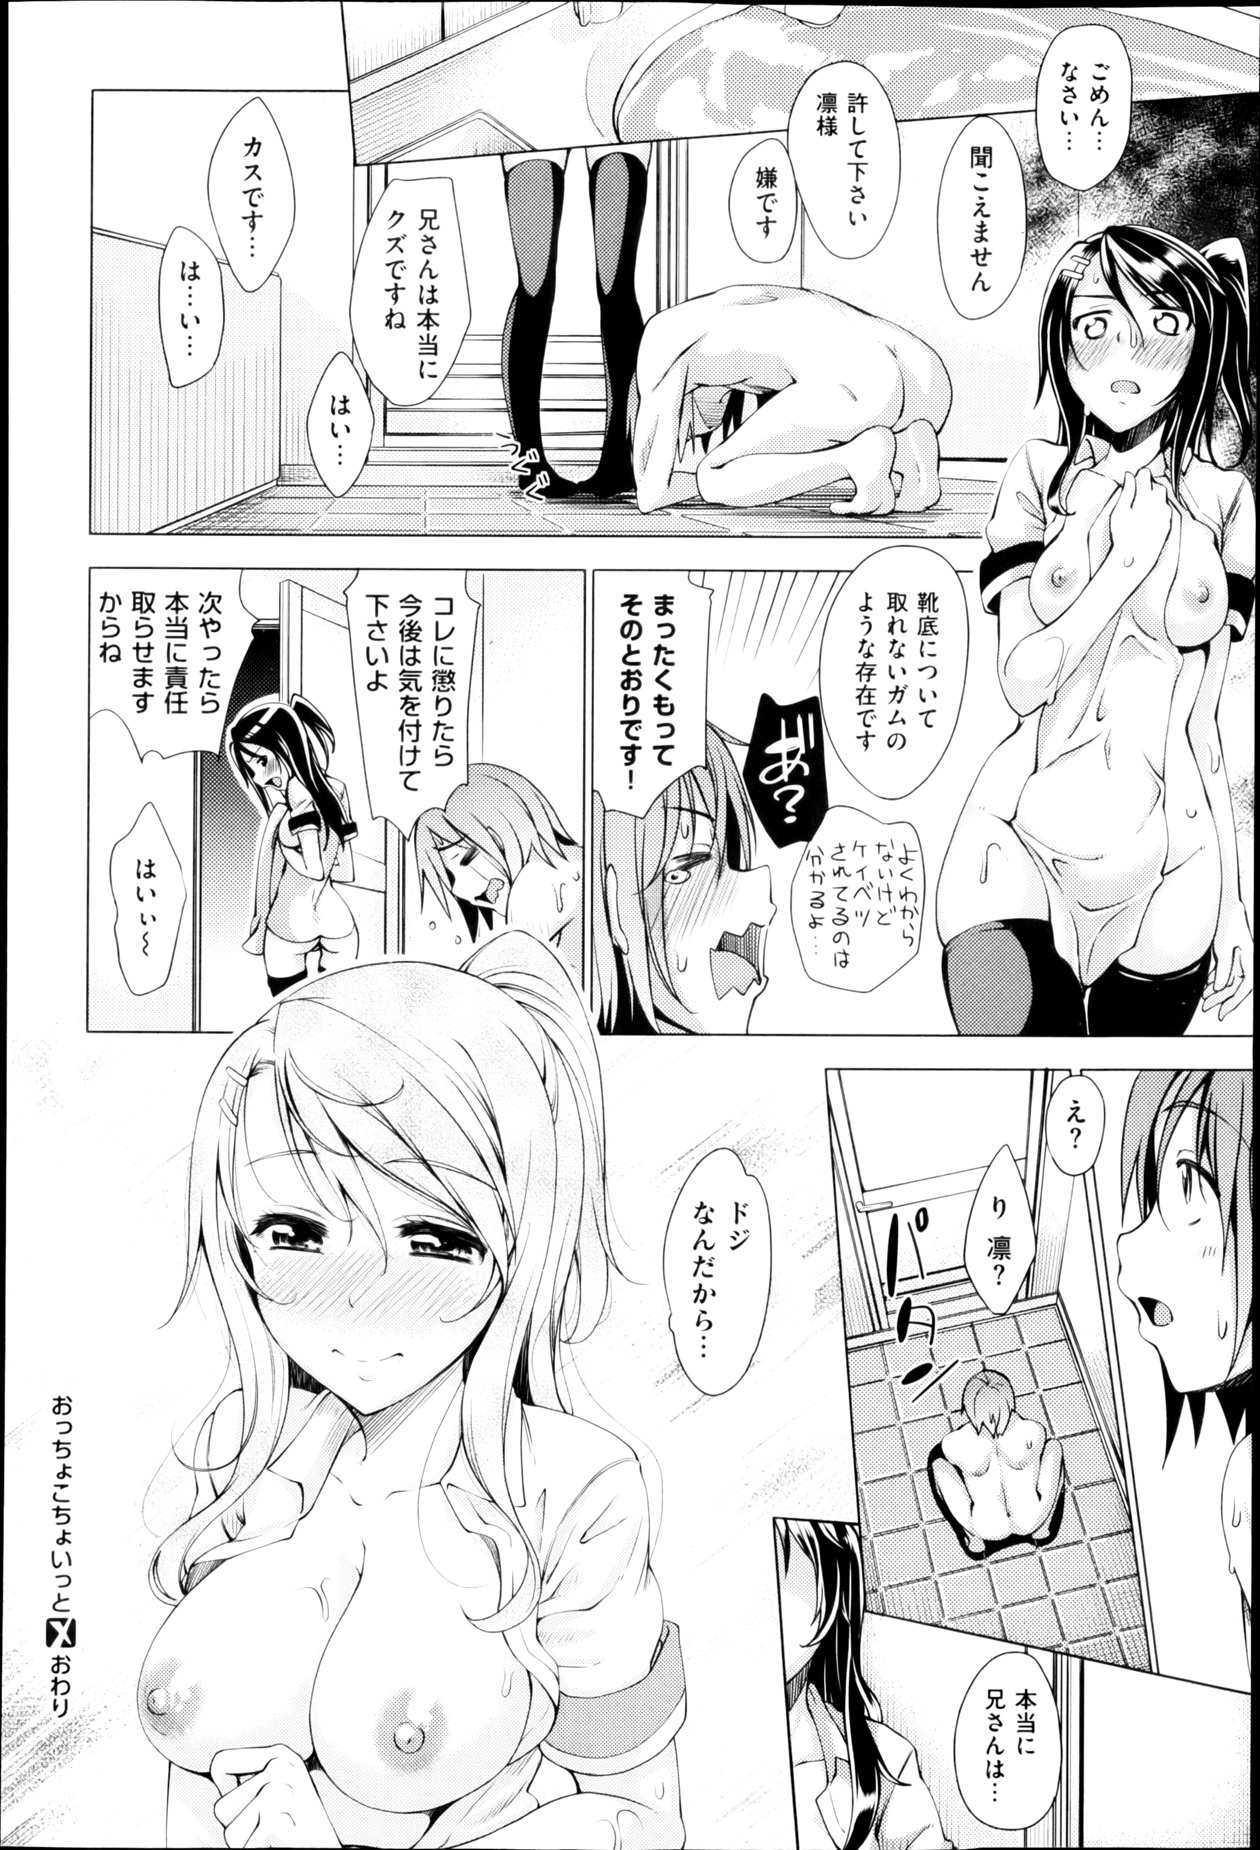 ごめん…
なさい…
聞こえません
許して下さい
凛様
嫌です
兄さんは本当に
クズですね
はい…
カスです…
は…い…
うじうじ
靴底について
取れないガムの
ような存在です
よくわから
ないけど
ケイベツ
されてるのは
わかるよ…
あ゛?
まったくもって
そのとおりです!
コレに懲りたら
今後は気を付けて
下さいよ
次やったら
本当に責任
取らせます
からね
はいぃ〜
え?
り 凛?
バタン
本当に
兄さんは…
ドジ
なんだから…
おっちょこちょいっと
おわり